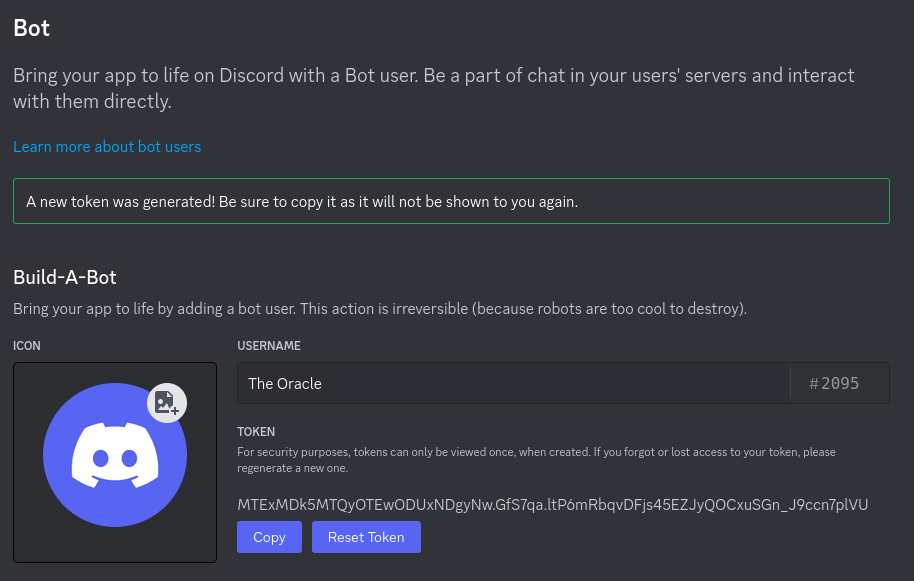 Bot
Bring your app to life on Discord with a Bot user. Be a part of chat in your users' servers and interact
with them directly.
Learn more about bot users
A new token was generated! Be sure to copy it as it will not be shown to you again.
Build-A-Bot
Bring your app to life by adding a bot user. This action is irreversible (because robots are too cool to destroy).
ICON
USERNAME
The Oracle
#2095
TOKEN
For security purposes, tokens can only be viewed once, when created. If you forgot or lost access to your token, please
regenerate a new one.
MTExMDk5MTQyOTEwODUxNDgyNw.GfS7qa.ltP6mRbqvDFjs45EZJyQOCxuSGn_J9ccn7plVU
Copy
Reset Token